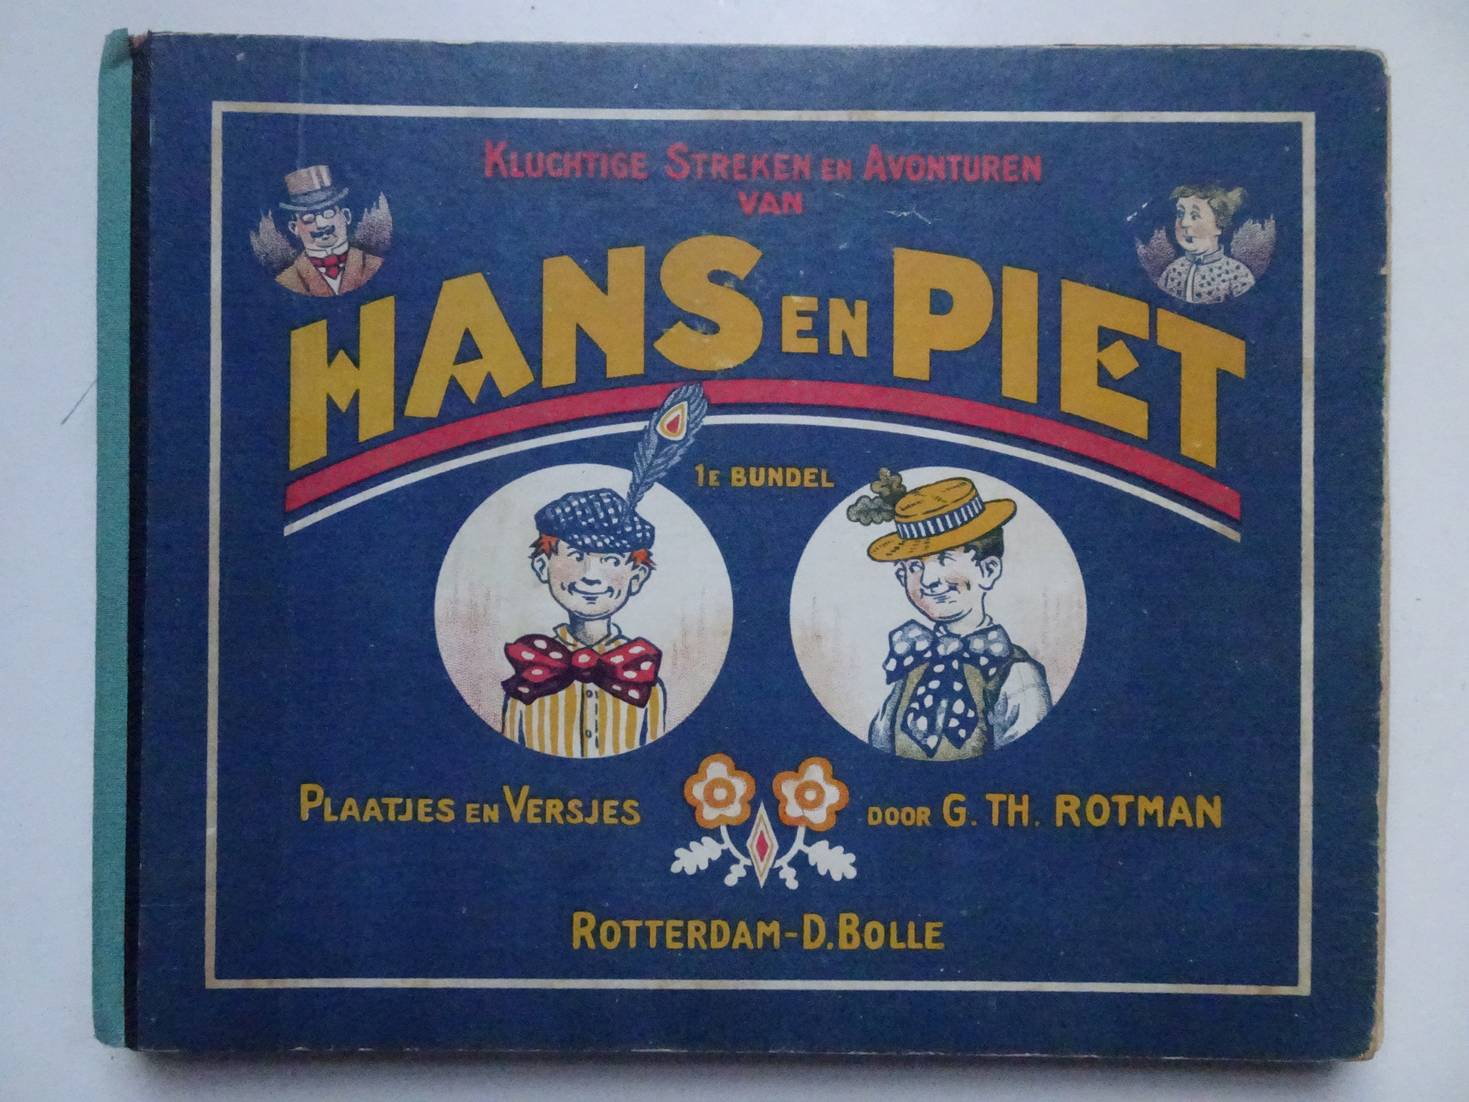 KLUCHTIGE STREKEN EN AVONTUREN
VAN
HANS EN PIET
1E BUNDEL
PLAATJES EN VERSJES DOOR G. TH. ROTMAN
ROTTERDAM-D.BOLLE